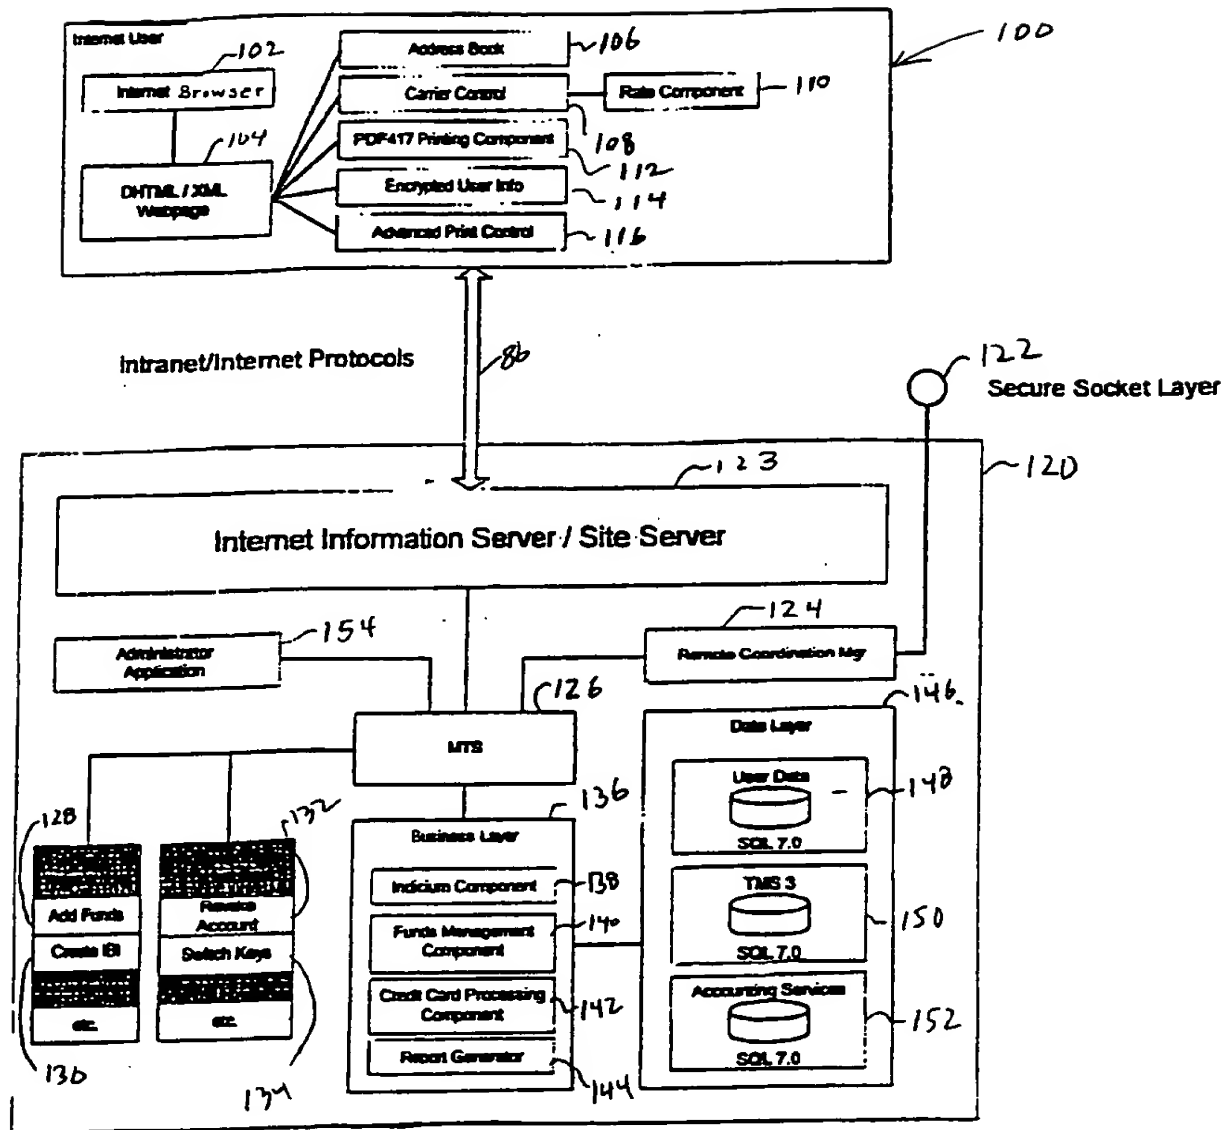 Internet User
102
Internet Browser
104
DHTML / XML
Webpage
Address Book
106
Carrier Control
108
Rate Component
110
PDF417 Printing Component
112
Encrypted User Info
114
Advanced Print Control
116
100
Intranet/Internet Protocols
86
122
Secure Socket Layer
120
123
Internet Information Server / Site Server
154
Administrator
Application
124
Remote Coordination Mgr
126
MTS
146
Data Layer
User Data
SQL 7.0
148
TMS 3
SQL 7.0
150
Accounting Services
SQL 7.0
152
128
132
Add Funds
Create IBI
etc.
Revoke
Account
Switch Keys
etc.
130
134
136
Business Layer
Indicium Component
138
Funds Management
Component
140
Credit Card Processing
Component
142
Report Generator
144